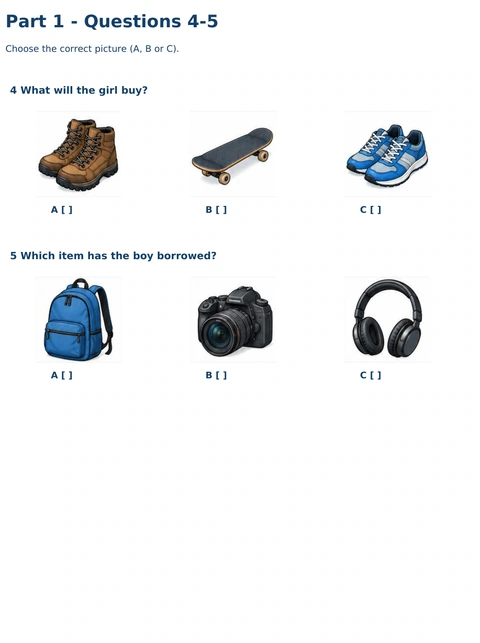 Part 1 - Questions 4-5
Choose the correct picture (A, B or C).
4 What will the girl buy?
A [ ] B [ ] C [ ]
5 Which item has the boy borrowed?
A [ ] B [ ] C [ ]